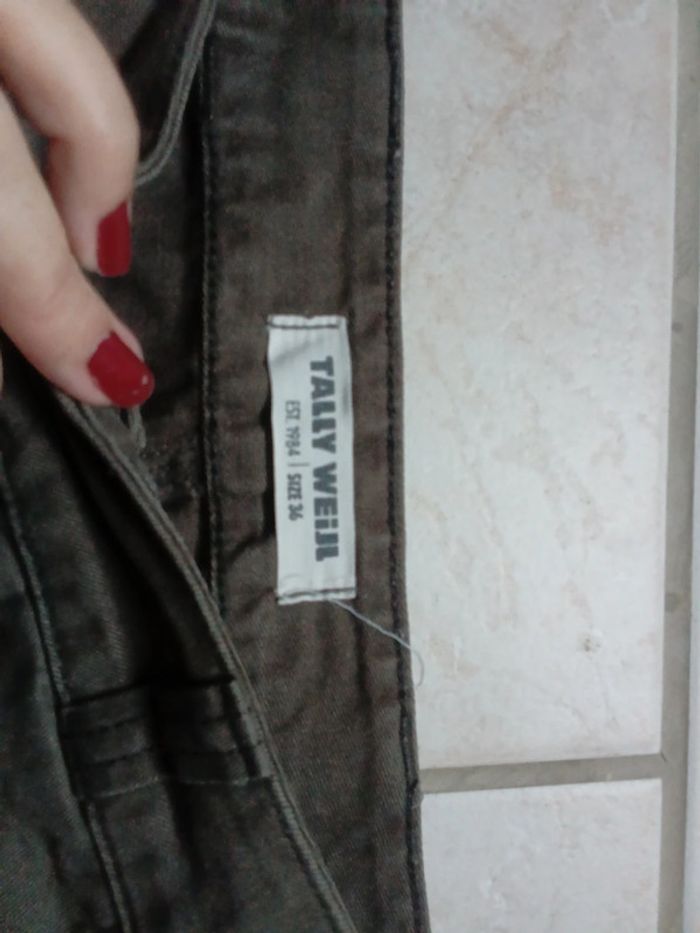 TALLY WEiJL
EST. 1984 | SIZE 36